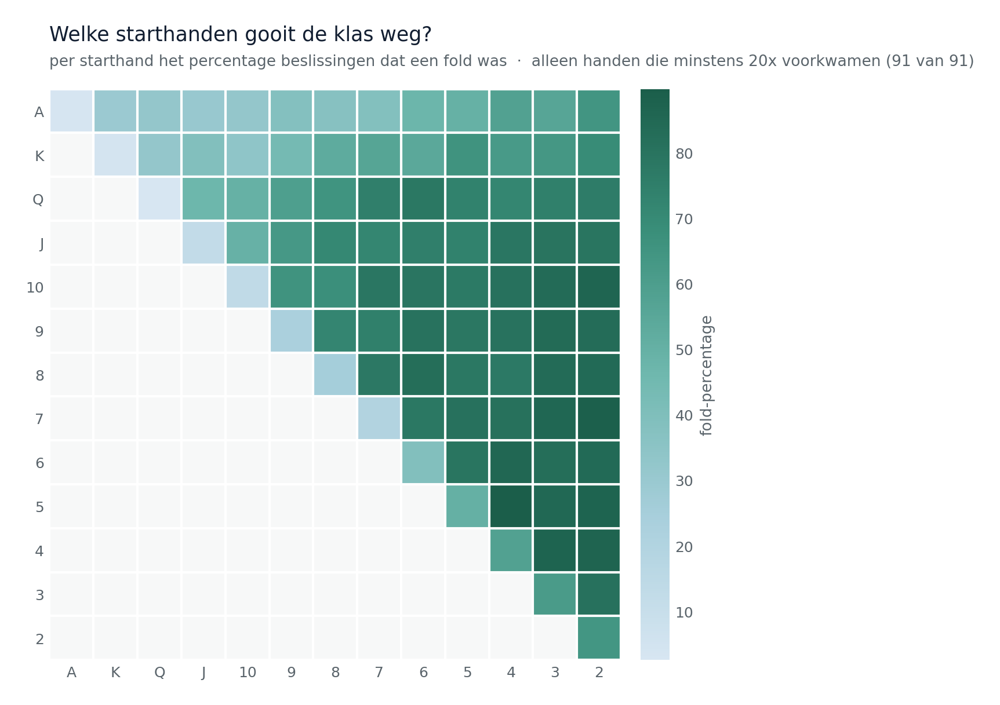 Welke starthanden gooit de klas weg?
per starthand het percentage beslissingen dat een fold was · alleen handen die minstens 20x voorkwamen (91 van 91)
A
K
Q
J
10
9
8
7
6
5
4
3
2
A K Q J 10 9 8 7 6 5 4 3 2
80
70
60
50
40
30
20
10
fold-percentage